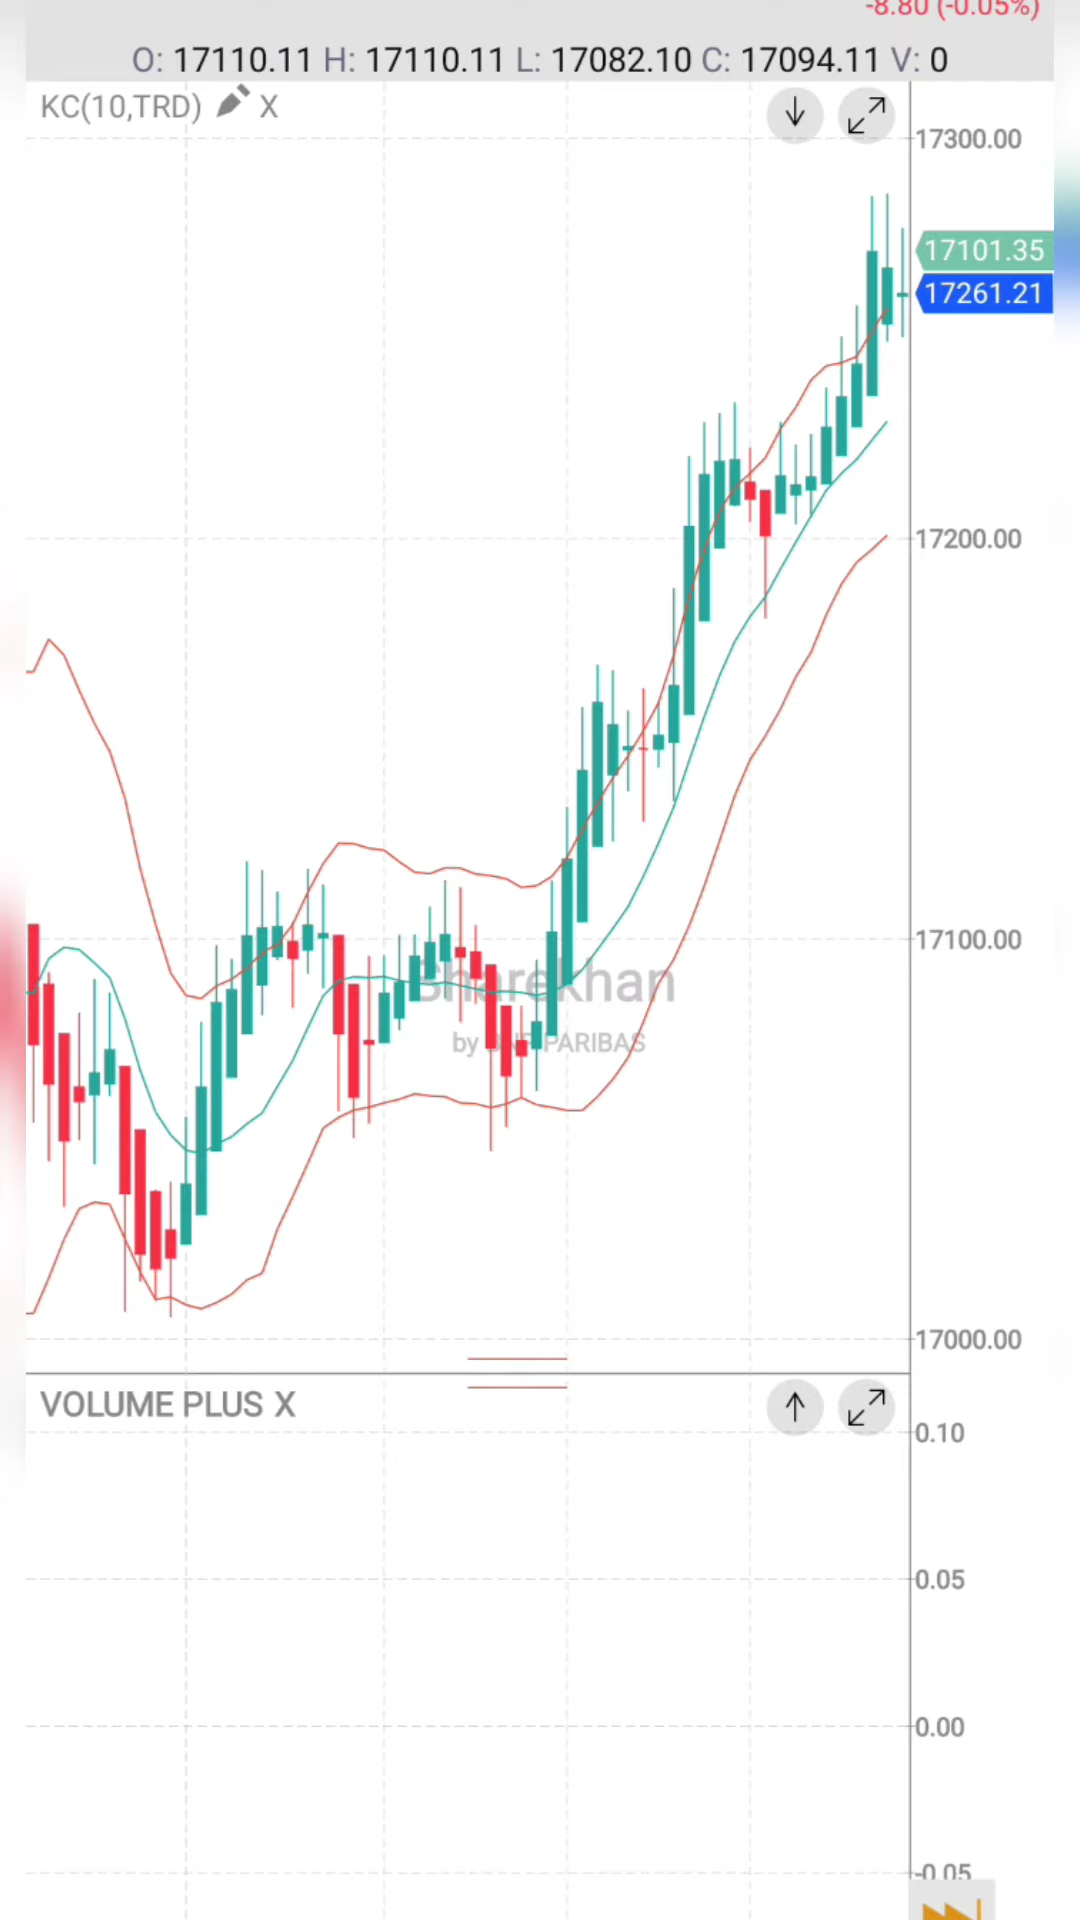 -8.80 (-0.05%)
O: 17110.11 H: 17110.11 L: 17082.10 C: 17094.11 V: 0
KC(10,TRD) X
17300.00
17101.35
17261.21
17200.00
17100.00
Sharekhan
by BNP PARIBAS
17000.00
VOLUME PLUS X
0.10
0.05
0.00
-0.05